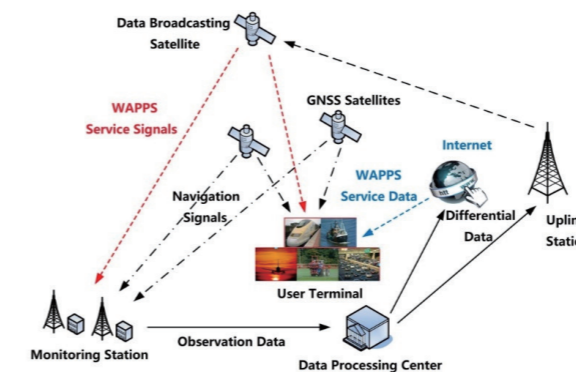 Data Broadcasting
Satellite
WAPPS
Service Signals
GNSS Satellites
Internet
WAPPS
Service Data
Navigation
Signals
Differential
Data
User Terminal
Monitoring Station
Observation Data
Data Processing Center